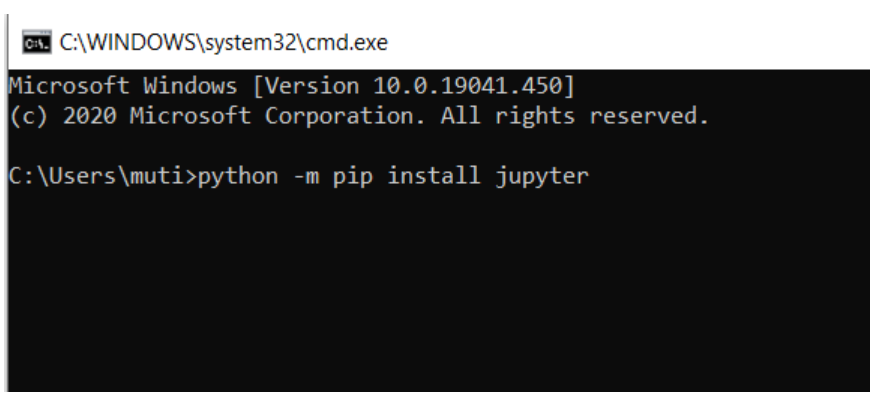 C:\WINDOWS\system32\cmd.exe
Microsoft Windows [Version 10.0.19041.450]
(c) 2020 Microsoft Corporation. All rights reserved.
C:\Users\muti>python -m pip install jupyter